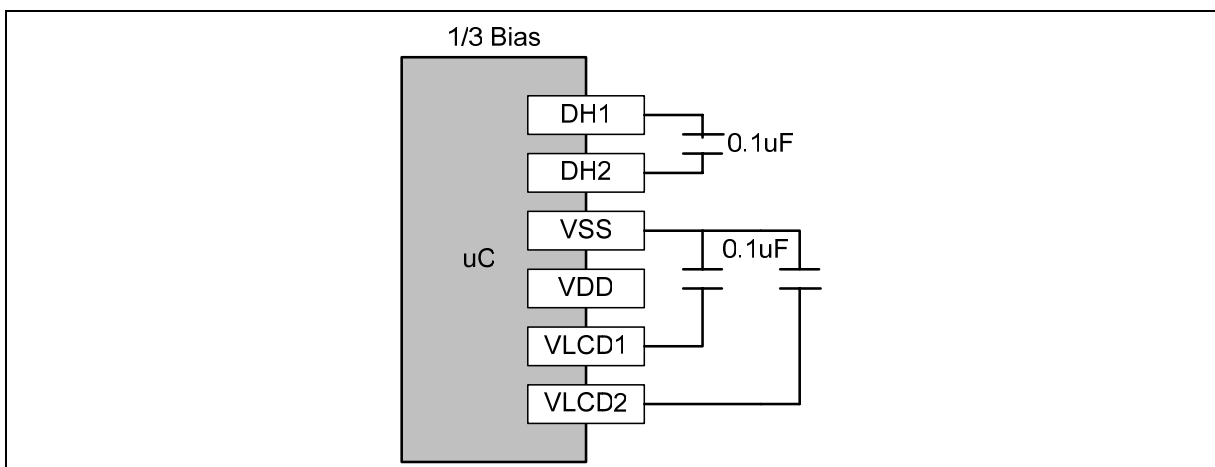 1/3 Bias
DH1
0.1uF
DH2
VSS
0.1uF
uC
VDD
VLCD1
VLCD2